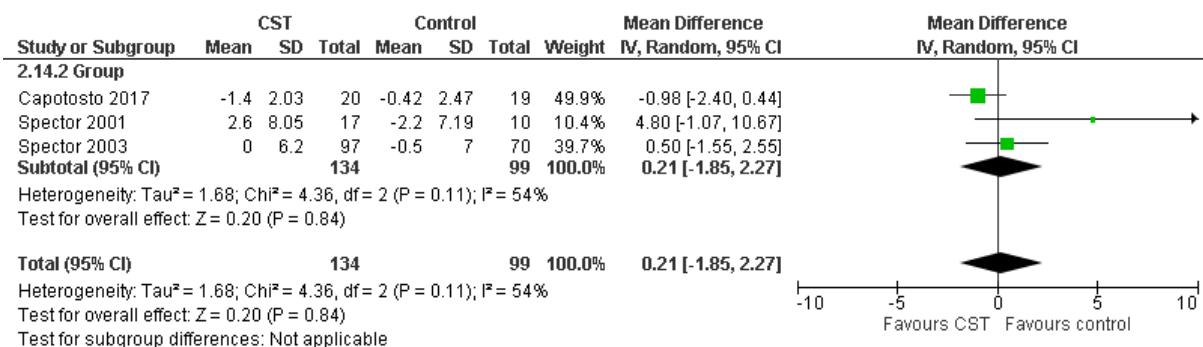 CST Control Mean Difference Mean Difference
Study or Subgroup Mean SD Total Mean SD Total Weight IV, Random, 95% CI IV, Random, 95% CI
2.14.2 Group
Capotosto 2017 -1.4 2.03 20 -0.42 2.47 19 49.9% -0.98 [-2.40, 0.44]
Spector 2001 2.6 8.05 17 -2.2 7.19 10 10.4% 4.80 [-1.07, 10.67]
Spector 2003 0 6.2 97 -0.5 7 70 39.7% 0.50 [-1.55, 2.55]
Subtotal (95% CI) 134 99 100.0% 0.21 [-1.85, 2.27]
Heterogeneity: Tau² = 1.68; Chi² = 4.36, df = 2 (P = 0.11); I² = 54%
Test for overall effect: Z = 0.20 (P = 0.84)
Total (95% CI) 134 99 100.0% 0.21 [-1.85, 2.27]
Heterogeneity: Tau² = 1.68; Chi² = 4.36, df = 2 (P = 0.11); I² = 54%
Test for overall effect: Z = 0.20 (P = 0.84)
Test for subgroup differences: Not applicable
-10 -5 0 5 10
Favours CST Favours control